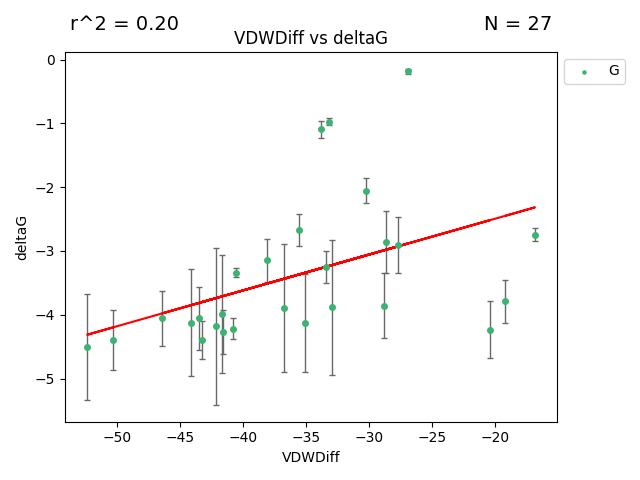 r^2 = 0.20
N = 27
VDWDiff vs deltaG
G
0
−1
−2
−3
−4
−5
deltaG
−50 −45 −40 −35 −30 −25 −20
VDWDiff